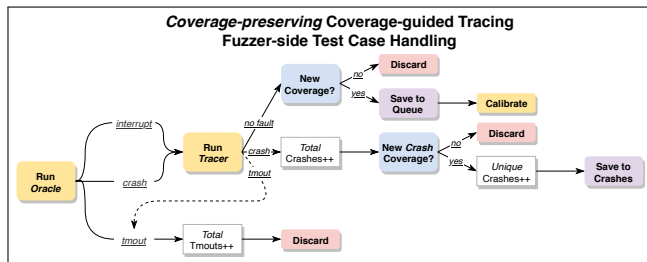 Coverage-preserving Coverage-guided Tracing
Fuzzer-side Test Case Handling
New
Coverage?
no
Discard
yes
Save to
Queue
Calibrate
interrupt
no fault
Run
Tracer
crash
Total
Crashes++
New Crash
Coverage?
no
Discard
yes
Unique
Crashes++
Save to
Crashes
tmout
Run
Oracle
crash
tmout
Total
Tmouts++
Discard